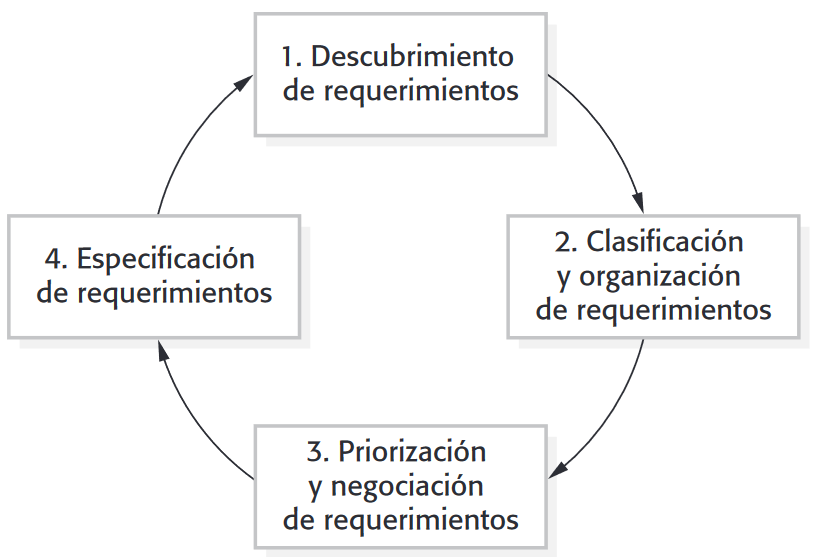 1. Descubrimiento
de requerimientos
2. Clasificación
y organización
de requerimientos
3. Priorización
y negociación
de requerimientos
4. Especificación
de requerimientos